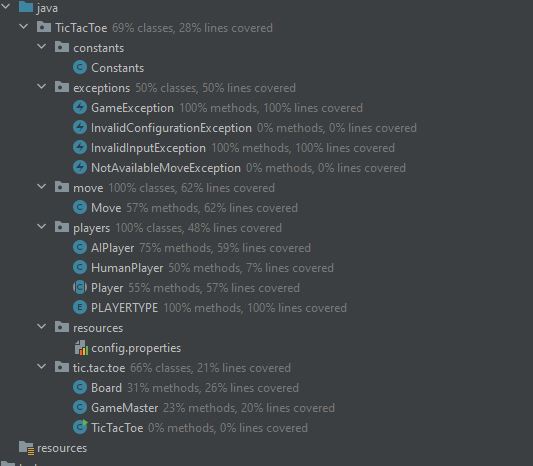 java
TicTacToe 69% classes, 28% lines covered
constants
Constants
exceptions 50% classes, 50% lines covered
GameException 100% methods, 100% lines covered
InvalidConfigurationException 0% methods, 0% lines covered
InvalidInputException 100% methods, 100% lines covered
NotAvailableMoveException 0% methods, 0% lines covered
move 100% classes, 62% lines covered
Move 57% methods, 62% lines covered
players 100% classes, 48% lines covered
AIPlayer 75% methods, 59% lines covered
HumanPlayer 50% methods, 7% lines covered
Player 55% methods, 57% lines covered
PLAYERTYPE 100% methods, 100% lines covered
resources
config.properties
tic.tac.toe 66% classes, 21% lines covered
Board 31% methods, 26% lines covered
GameMaster 23% methods, 20% lines covered
TicTacToe 0% methods, 0% lines covered
resources